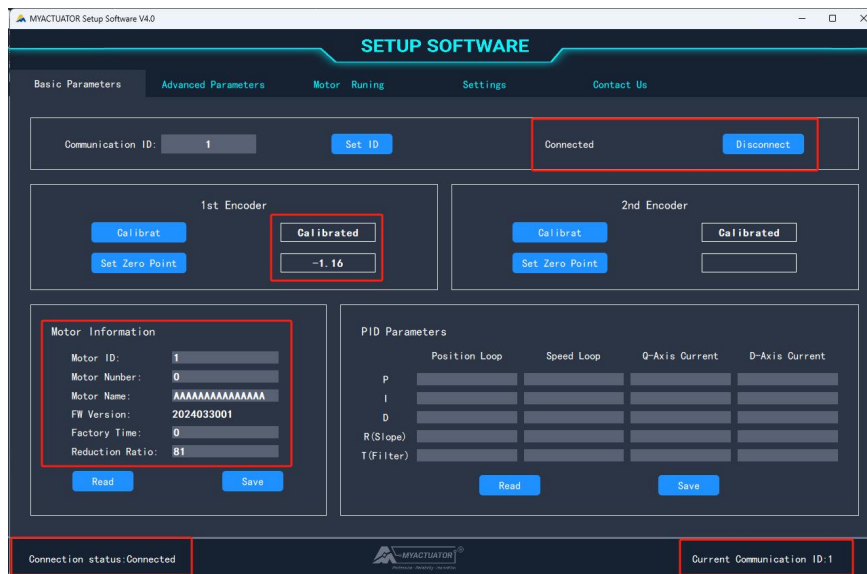 MYACTUATOR Setup Software V4.0
SETUP SOFTWARE
Basic Parameters Advanced Parameters Motor Runing Settings Contact Us
Communication ID: 1 Set ID Connected Disconnect
1st Encoder
Calibrat Calibrated
Set Zero Point -1.16
2nd Encoder
Calibrat Calibrated
Set Zero Point
Motor Information
Motor ID: 1
Motor Nunber: 0
Motor Name: AAAAAAAAAAAAAAA
FW Version: 2024033001
Factory Time: 0
Reduction Ratio: 81
Read Save
PID Parameters
Position Loop Speed Loop Q-Axis Current D-Axis Current
P
I
D
R(Slope)
T(Filter)
Read Save
Connection status:Connected
MYACTUATOR®
Current Communication ID:1